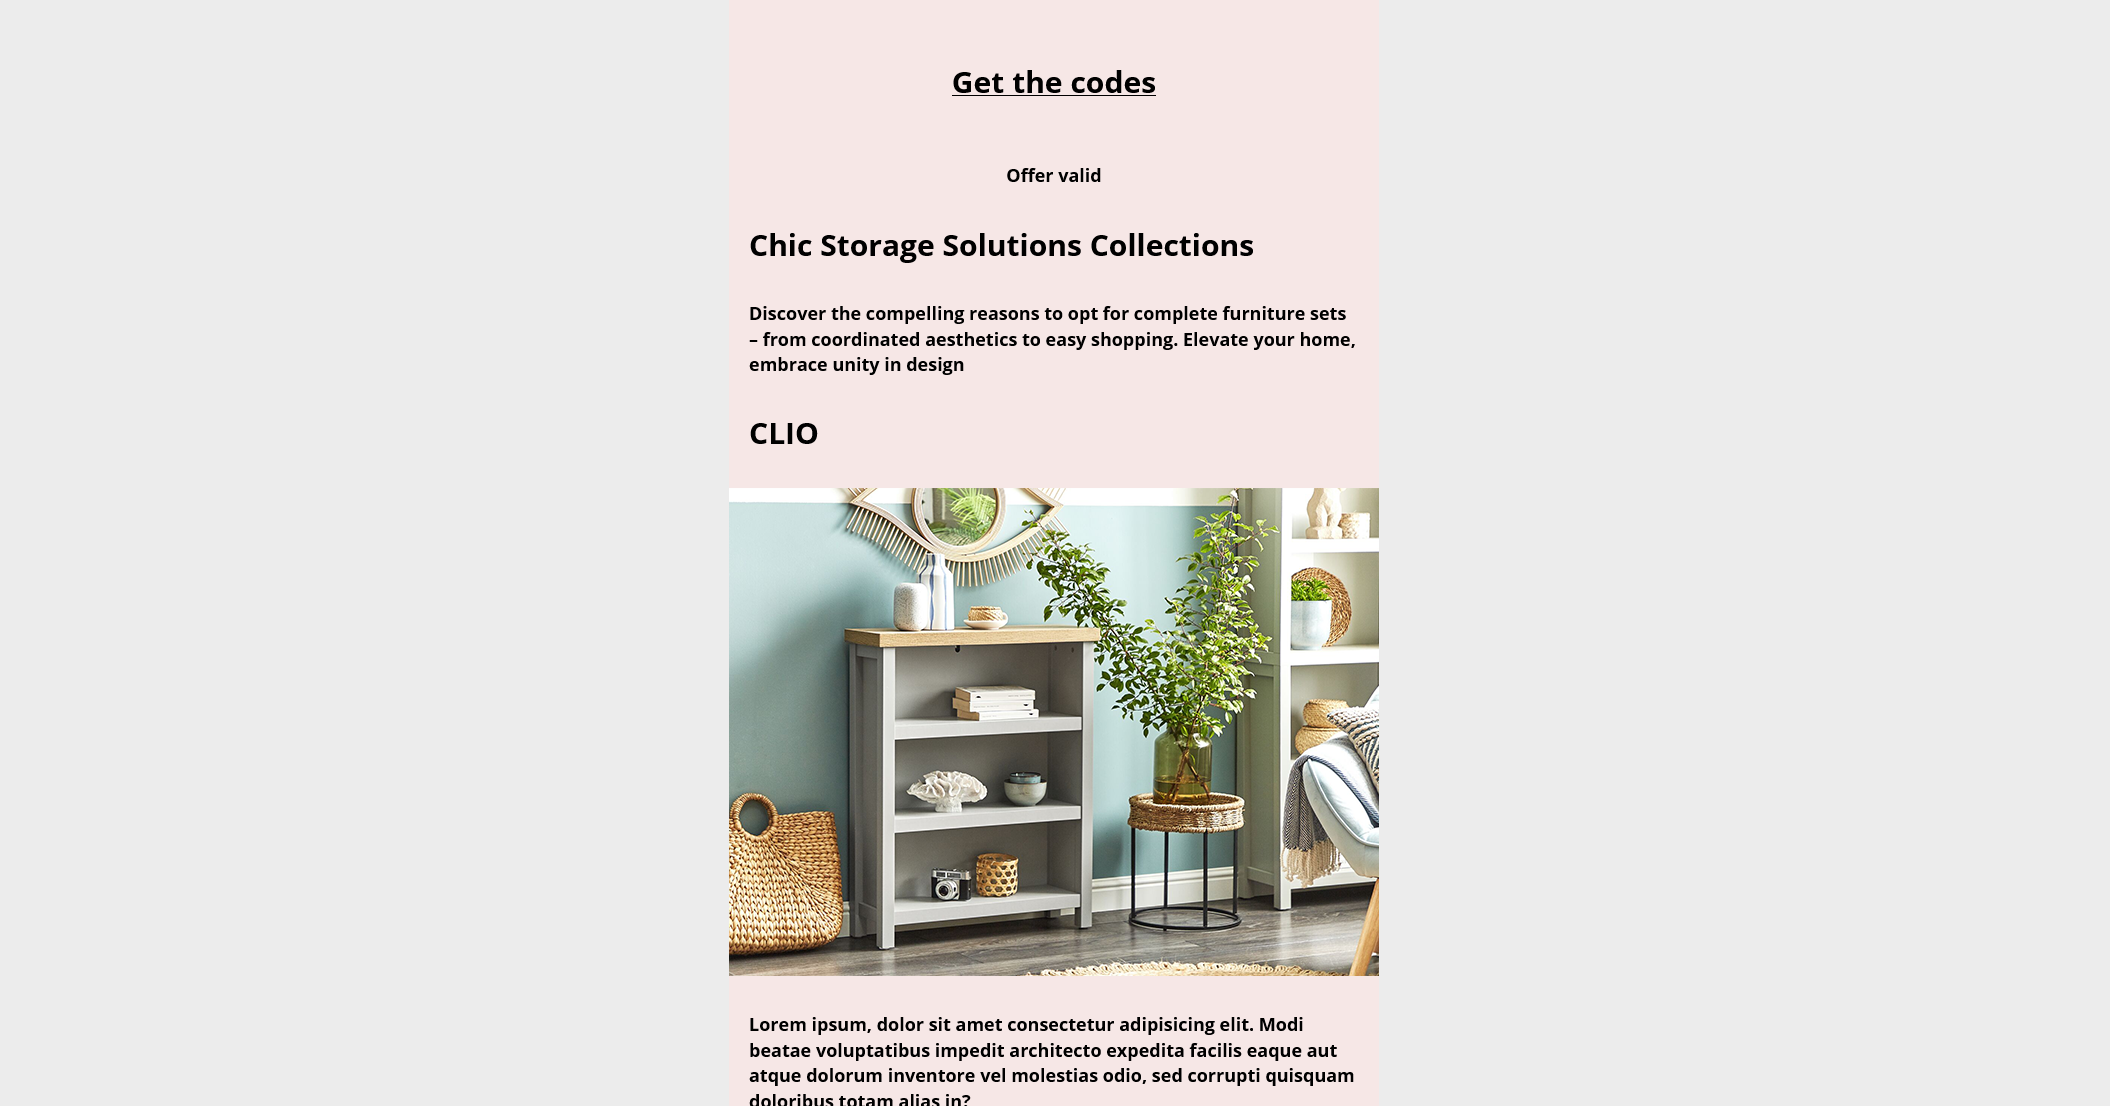 Get the codes
Offer valid
Chic Storage Solutions Collections
Discover the compelling reasons to opt for complete furniture sets
– from coordinated aesthetics to easy shopping. Elevate your home,
embrace unity in design
CLIO
Lorem ipsum, dolor sit amet consectetur adipisicing elit. Modi
beatae voluptatibus impedit architecto expedita facilis eaque aut
atque dolorum inventore vel molestias odio, sed corrupti quisquam
doloribus totam alias in?